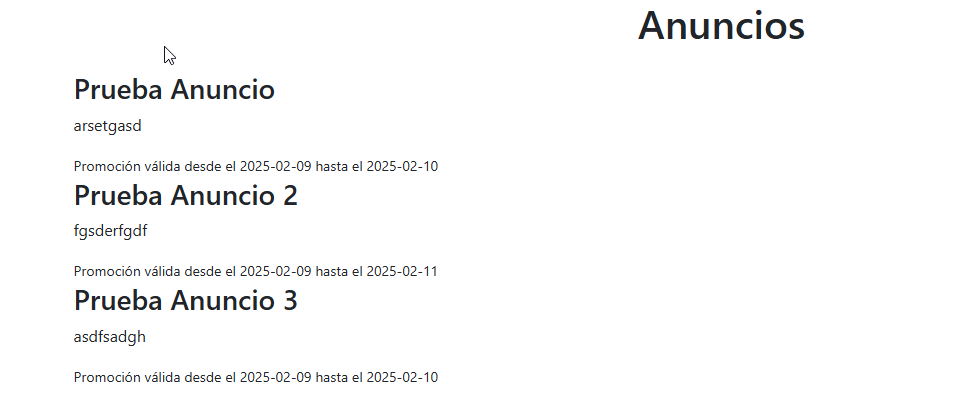 Anuncios
Prueba Anuncio
arsetgasd
Promoción válida desde el 2025-02-09 hasta el 2025-02-10
Prueba Anuncio 2
fgsderfgdf
Promoción válida desde el 2025-02-09 hasta el 2025-02-11
Prueba Anuncio 3
asdfsadgh
Promoción válida desde el 2025-02-09 hasta el 2025-02-10